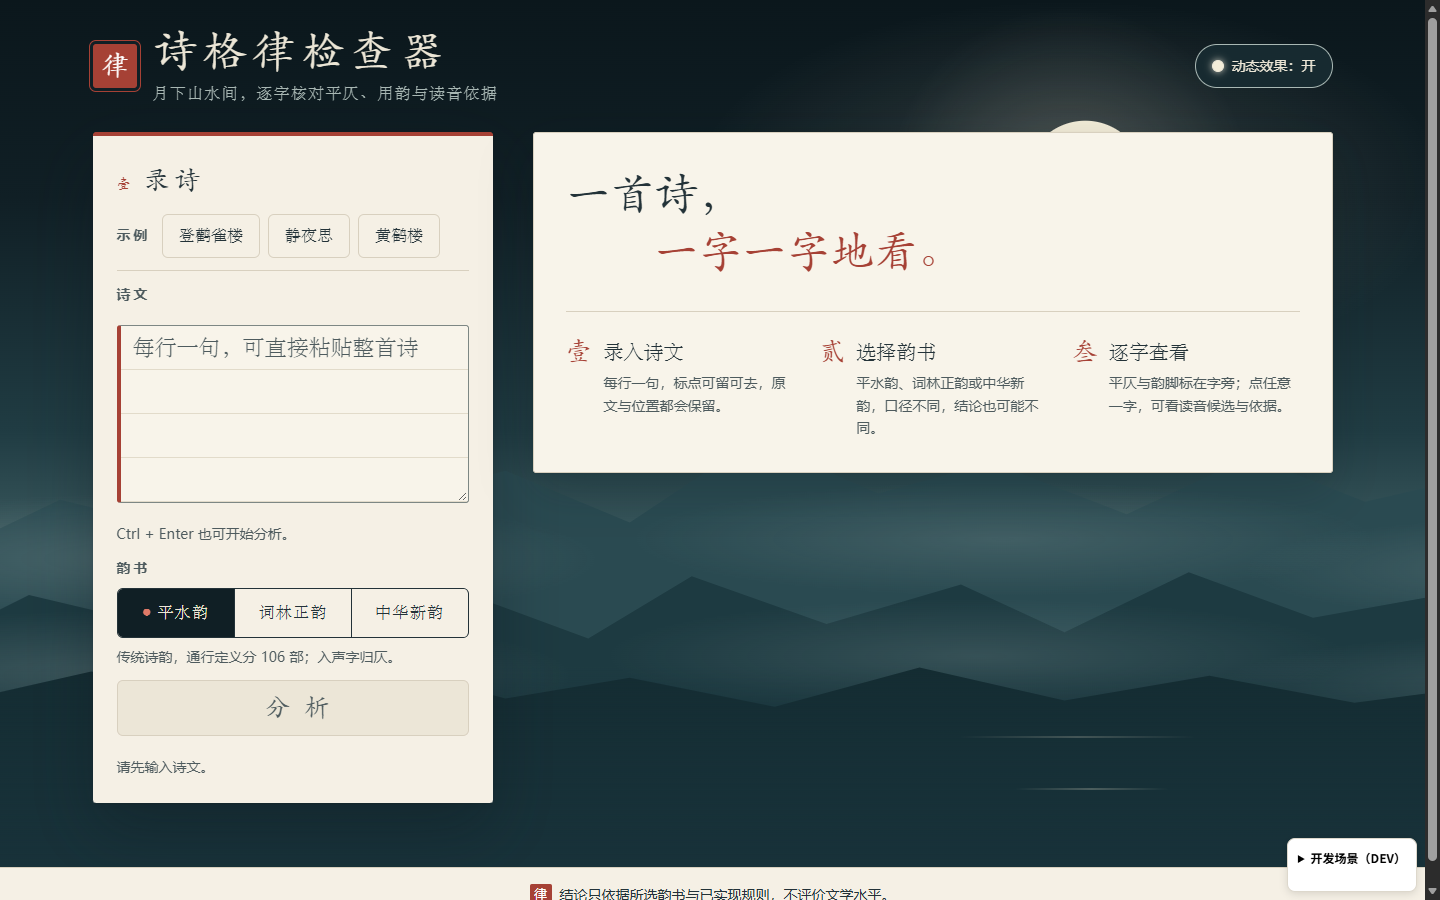 律
诗格律检查器
月下山水间，逐字核对平仄、用韵与读音依据
动态效果：开
壹 录诗
示例 登鹳雀楼 静夜思 黄鹤楼
诗文
每行一句，可直接粘贴整首诗
Ctrl + Enter 也可开始分析。
韵书
平水韵 词林正韵 中华新韵
传统诗韵，通行定义分 106 部；入声字归仄。
分析
请先输入诗文。
一首诗，
一字一字地看。
壹 录入诗文
每行一句，标点可留可去，原
文与位置都会保留。
贰 选择韵书
平水韵、词林正韵或中华新
韵，口径不同，结论也可能不
同。
叁 逐字查看
平仄与韵脚标在字旁；点任意
一字，可看读音候选与依据。
开发场景（DEV）
律 结论只依据所选韵书与已实现规则，不评价文学水平。